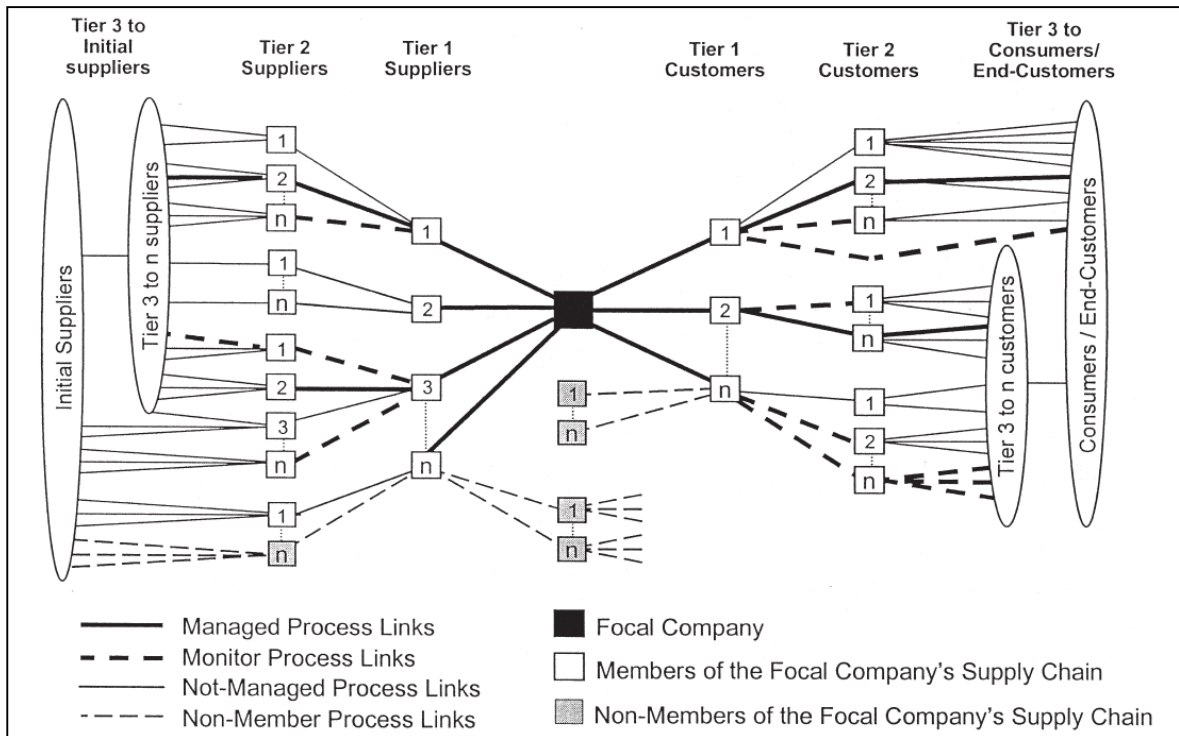 Tier 3 to
Initial
suppliers
Tier 2
Suppliers
Tier 1
Suppliers
Tier 1
Customers
Tier 2
Customers
Tier 3 to
Consumers/
End-Customers
Initial Suppliers
Tier 3 to n suppliers
1
2
n
1
n
1
2
3
n
1
n
1
2
3
n
1
n
1
n
1
2
n
1
2
n
1
n
1
2
n
Tier 3 to n customers
Consumers / End-Customers
Managed Process Links
Monitor Process Links
Not-Managed Process Links
Non-Member Process Links
Focal Company
Members of the Focal Company's Supply Chain
Non-Members of the Focal Company's Supply Chain